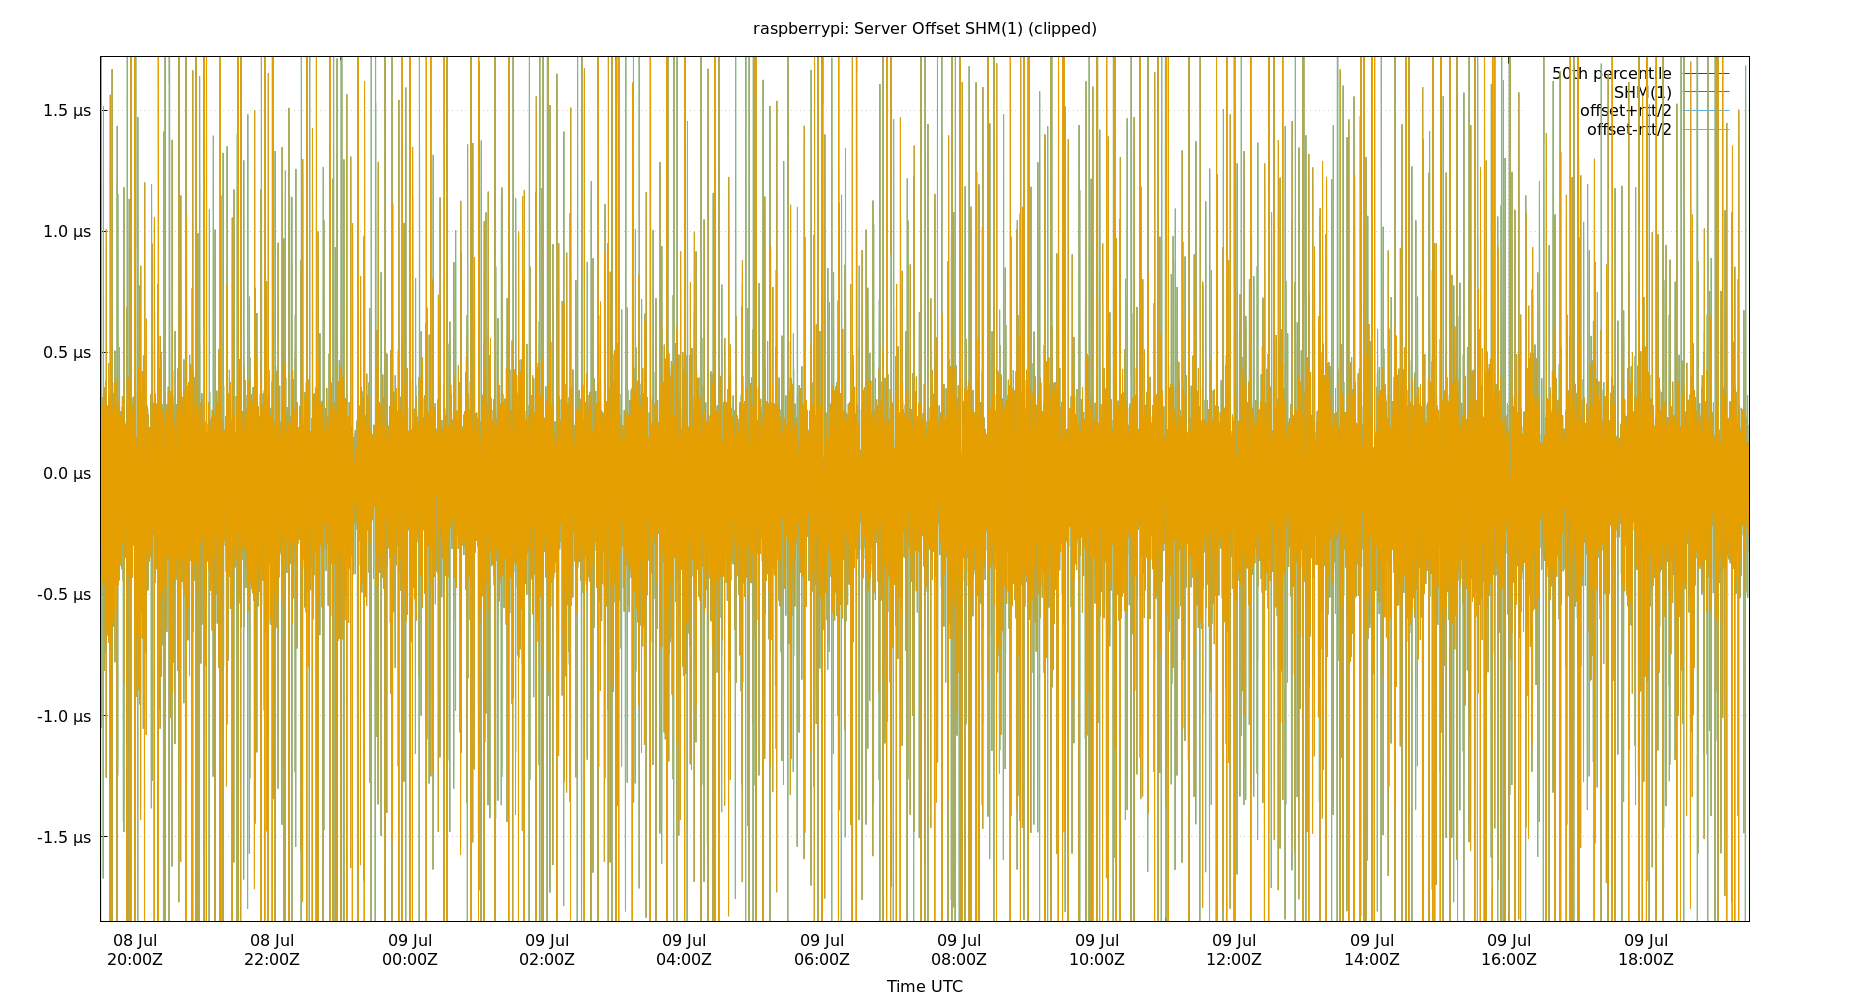 raspberrypi: Server Offset SHM(1) (clipped)
50th percentile
SHM(1)
offset+rtt/2
offset-rtt/2
1.5 µs
1.0 µs
0.5 µs
0.0 µs
-0.5 µs
-1.0 µs
-1.5 µs
08 Jul 08 Jul 09 Jul 09 Jul 09 Jul 09 Jul 09 Jul 09 Jul 09 Jul 09 Jul 09 Jul 09 Jul
20:00Z 22:00Z 00:00Z 02:00Z 04:00Z 06:00Z 08:00Z 10:00Z 12:00Z 14:00Z 16:00Z 18:00Z
Time UTC